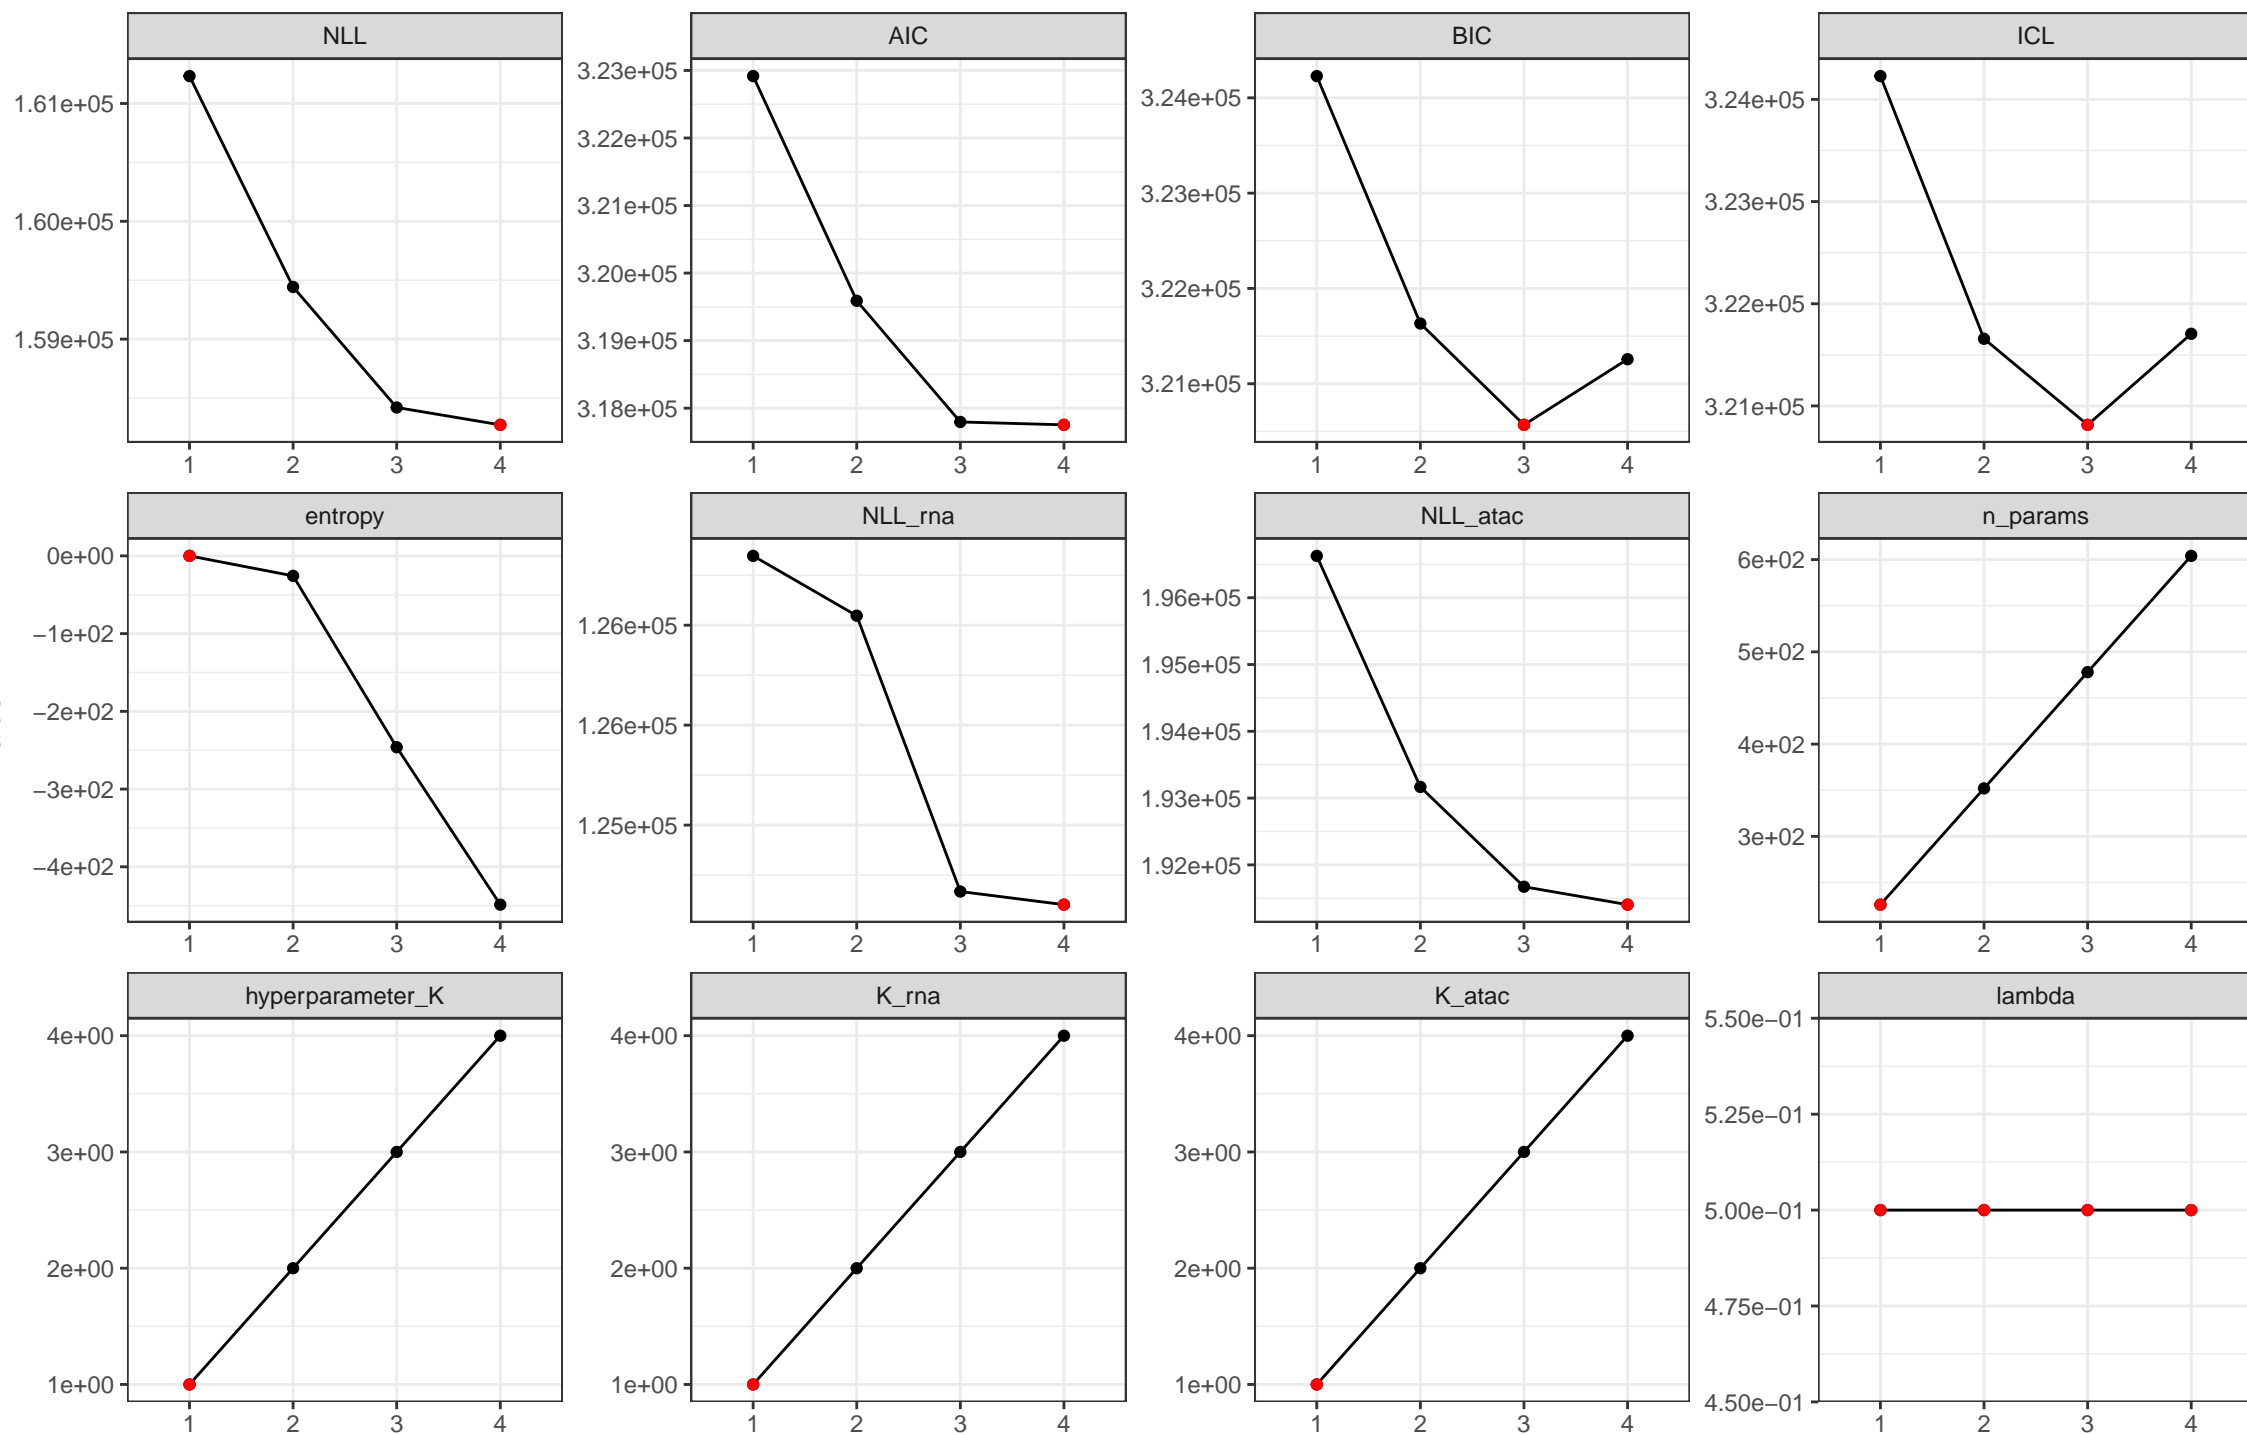 NLL
AIC
BIC
ICL
1.61e+05
1.60e+05
1.59e+05
3.23e+05
3.22e+05
3.21e+05
3.20e+05
3.19e+05
3.18e+05
3.24e+05
3.23e+05
3.22e+05
3.21e+05
3.24e+05
3.23e+05
3.22e+05
3.21e+05
1 2 3 4
1 2 3 4
1 2 3 4
1 2 3 4
entropy
NLL_rna
NLL_atac
n_params
0e+00
−1e+02
−2e+02
−3e+02
−4e+02
1.26e+05
1.26e+05
1.25e+05
1.96e+05
1.95e+05
1.94e+05
1.93e+05
1.92e+05
6e+02
5e+02
4e+02
3e+02
1 2 3 4
1 2 3 4
1 2 3 4
1 2 3 4
hyperparameter_K
K_rna
K_atac
lambda
4e+00
3e+00
2e+00
1e+00
4e+00
3e+00
2e+00
1e+00
4e+00
3e+00
2e+00
1e+00
5.50e−01
5.25e−01
5.00e−01
4.75e−01
4.50e−01
1 2 3 4
1 2 3 4
1 2 3 4
1 2 3 4